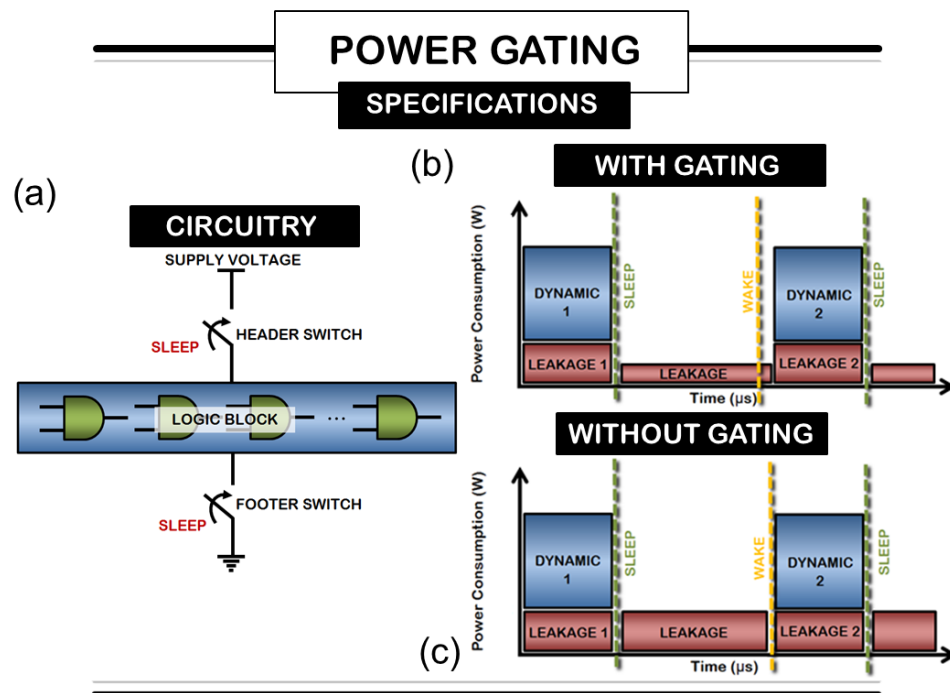 POWER GATING
SPECIFICATIONS
(a)
CIRCUITRY
SUPPLY VOLTAGE
HEADER SWITCH
SLEEP
LOGIC BLOCK
...
FOOTER SWITCH
SLEEP
(b)
WITH GATING
Power Consumption (W)
DYNAMIC
1
LEAKAGE 1
SLEEP
LEAKAGE
WAKE
DYNAMIC
2
LEAKAGE 2
SLEEP
Time (µs)
WITHOUT GATING
Power Consumption (W)
DYNAMIC
1
LEAKAGE 1
SLEEP
LEAKAGE
WAKE
DYNAMIC
2
LEAKAGE 2
SLEEP
(c)
Time (µs)